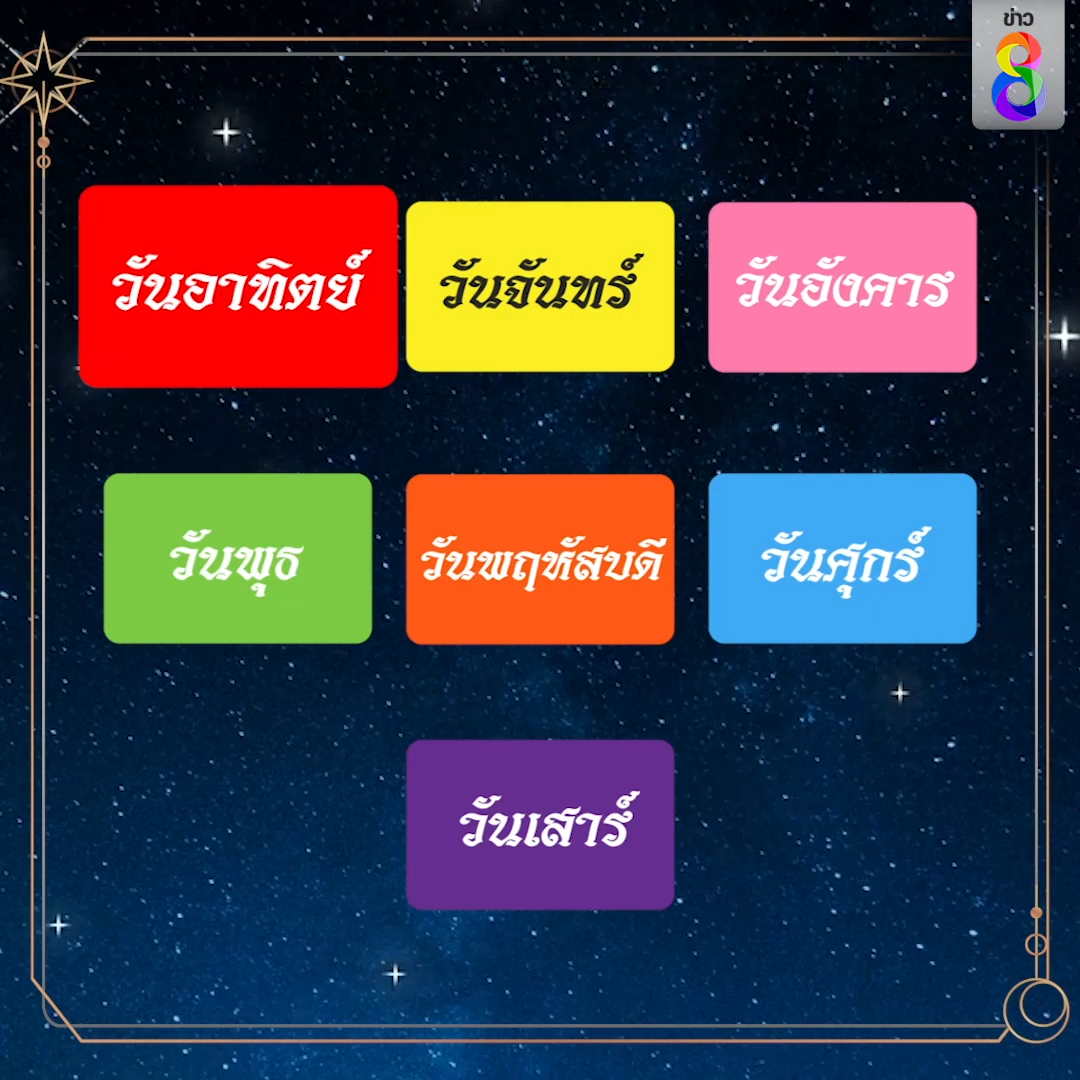 ข่าว
8
วันอาทิตย์
วันจันทร์
วันอังคาร
วันพุธ
วันพฤหัสบดี
วันศุกร์
วันเสาร์